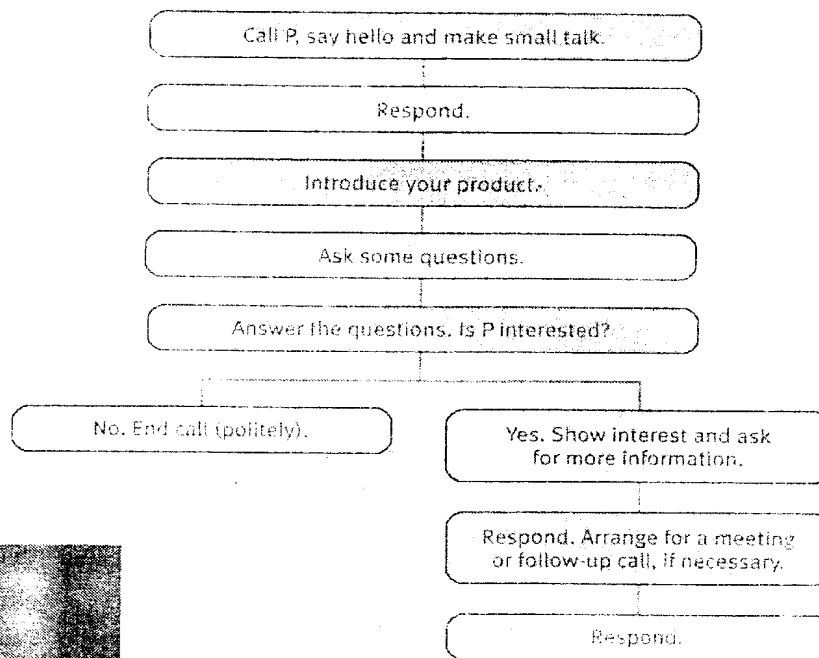 Call P, say hello and make small talk.
Respond.
Introduce your product.
Ask some questions.
Answer the questions. Is P interested?
No. End call (politely).
Yes. Show interest and ask
for more information.
Respond. Arrange for a meeting
or follow-up call, if necessary.
Respond.